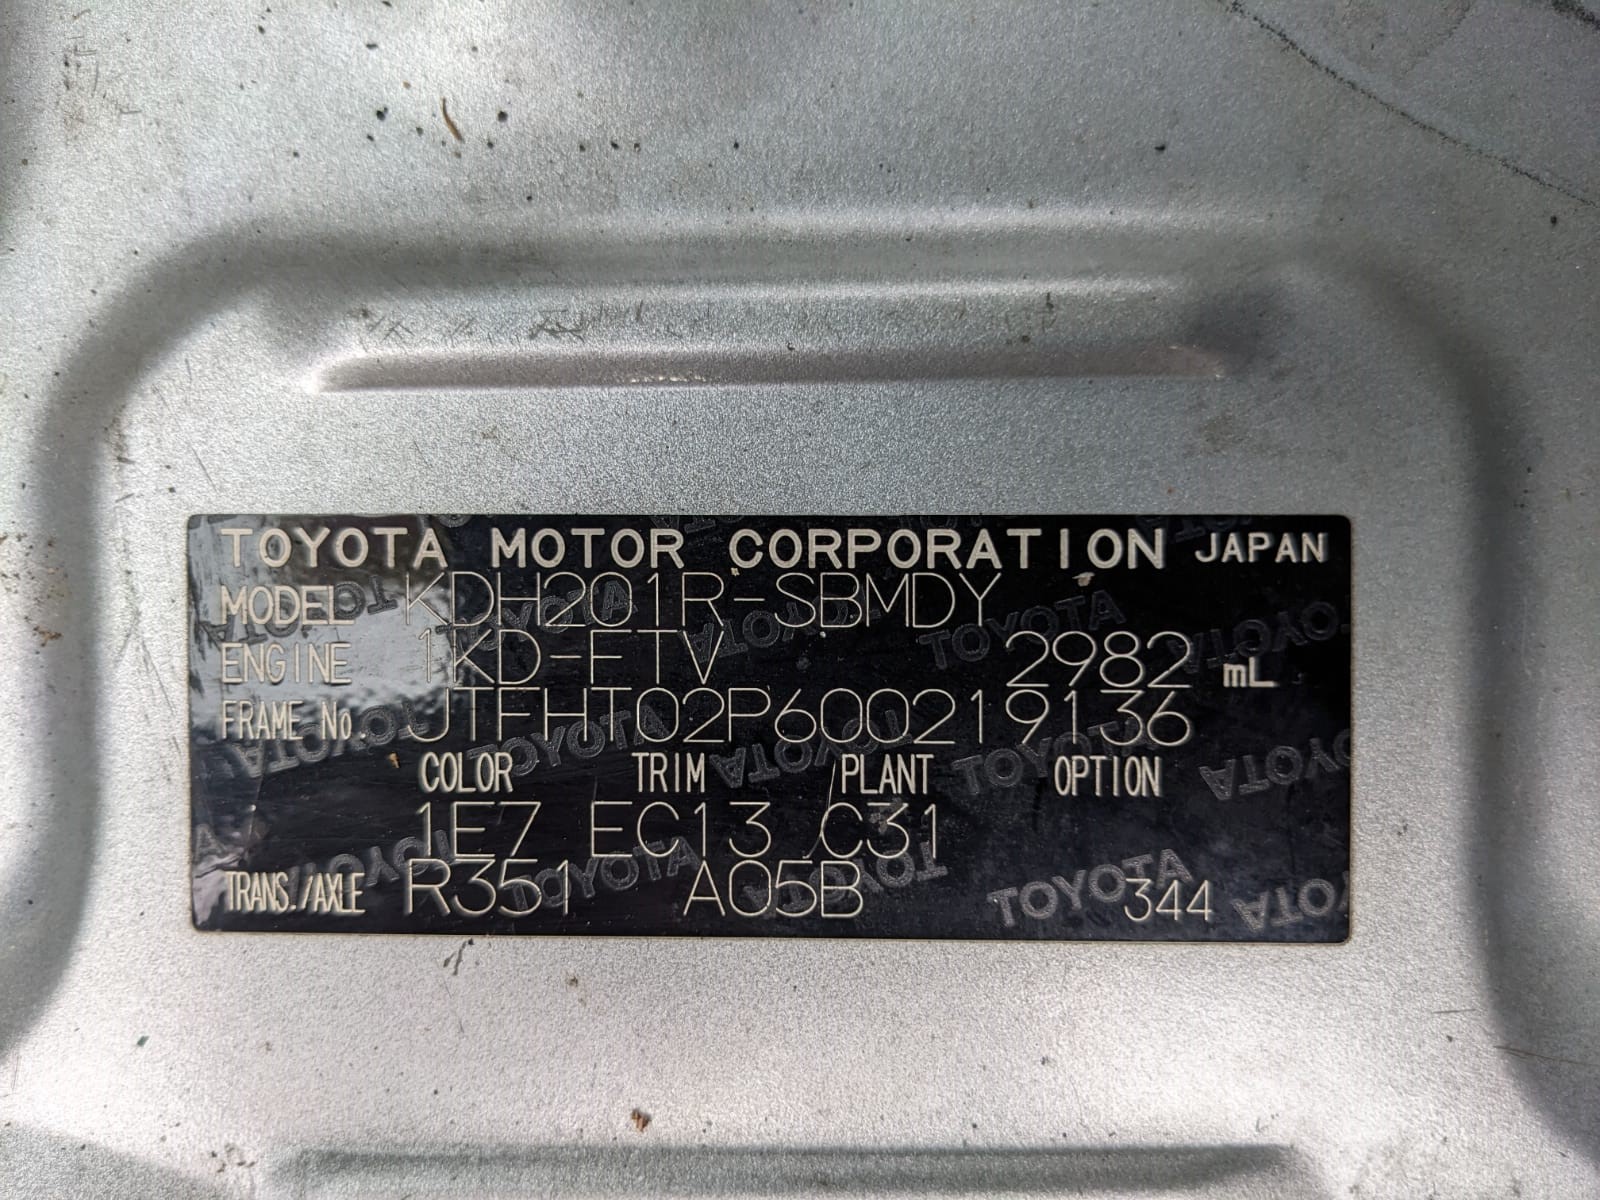 TOYOTA MOTOR CORPORATION JAPAN
MODEL KDH201R-SBMDY
ENGINE 1KD-FTV 2982 mL
FRAME No. JTFHT02P600219136
COLOR TRIM PLANT OPTION
1E7 EC13 C31
TRANS./AXLE R351 A05B 344